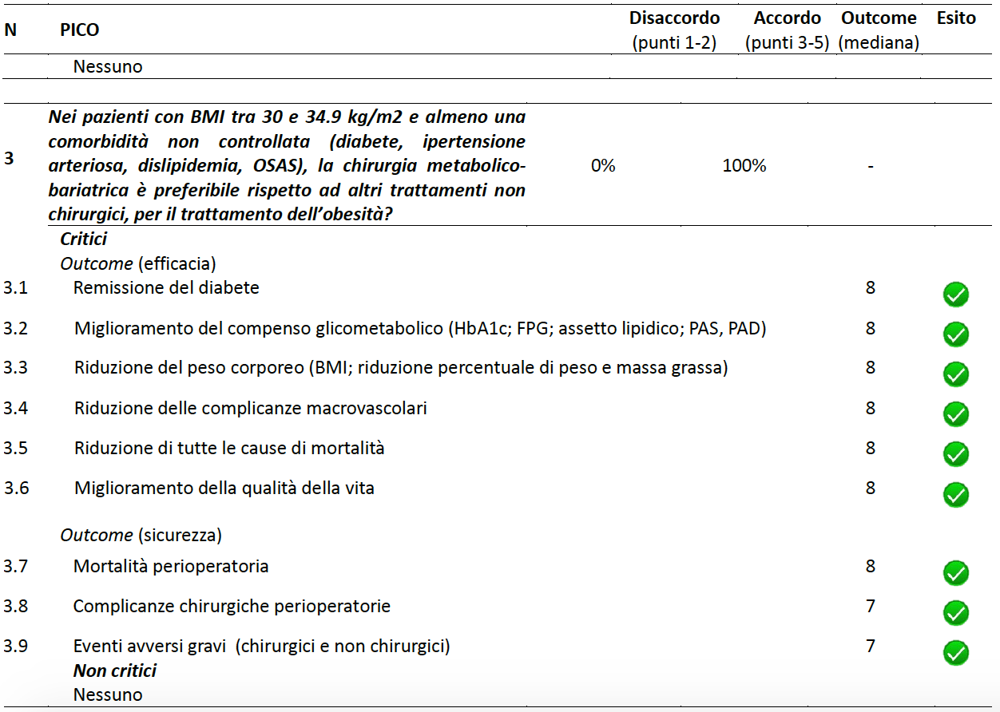 N PICO Disaccordo (punti 1-2) Accordo (punti 3-5) Outcome (mediana) Esito
Nessuno
3 Nei pazienti con BMI tra 30 e 34.9 kg/m2 e almeno una
comorbidità non controllata (diabete, ipertensione
arteriosa, dislipidemia, OSAS), la chirurgia metabolico-
bariatrica è preferibile rispetto ad altri trattamenti non
chirurgici, per il trattamento dell'obesità?
0% 100% -
Critici
Outcome (efficacia)
3.1 Remissione del diabete 8
3.2 Miglioramento del compenso glicometabolico (HbA1c; FPG; assetto lipidico; PAS, PAD) 8
3.3 Riduzione del peso corporeo (BMI; riduzione percentuale di peso e massa grassa) 8
3.4 Riduzione delle complicanze macrovascolari 8
3.5 Riduzione di tutte le cause di mortalità 8
3.6 Miglioramento della qualità della vita 8
Outcome (sicurezza)
3.7 Mortalità perioperatoria 8
3.8 Complicanze chirurgiche perioperatorie 7
3.9 Eventi avversi gravi (chirurgici e non chirurgici) 7
Non critici
Nessuno